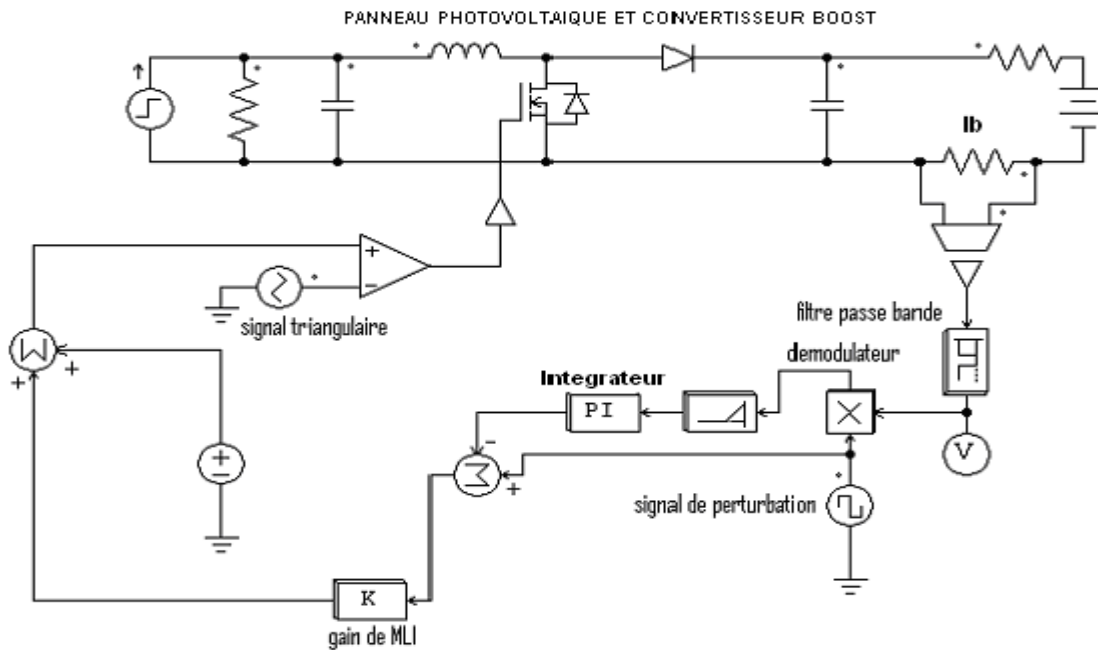 PANNEAU PHOTOVOLTAIQUE ET CONVERTISSEUR BOOST
Ib
signal triangulaire
filtre passe bande
demodulateur
Integrateur
PI
V
signal de perturbation
K
gain de MLI